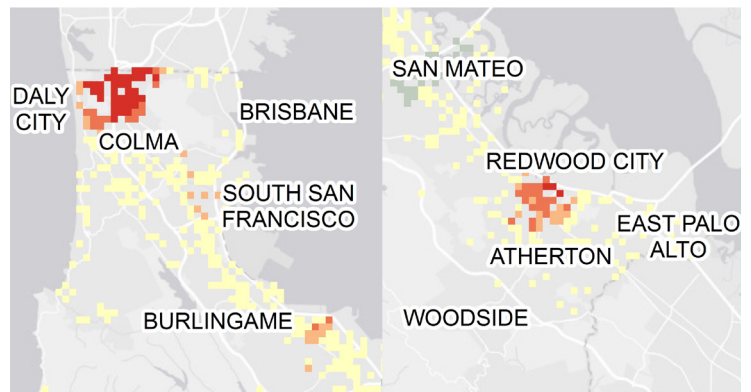 DALY
CITY
COLMA
BRISBANE
SOUTH SAN
FRANCISCO
BURLINGAME
SAN MATEO
REDWOOD CITY
EAST PALO
ALTO
ATHERTON
WOODSIDE